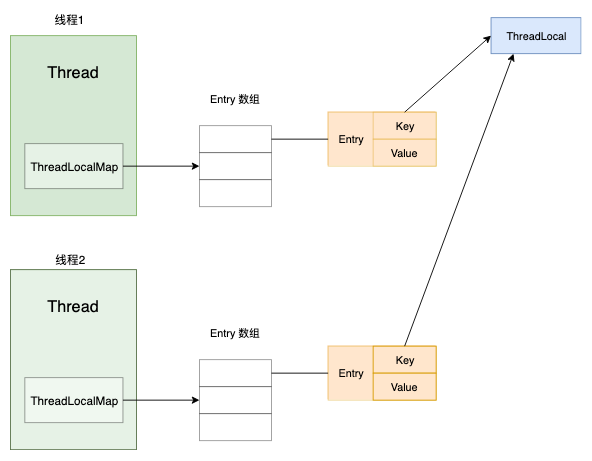 线程1
ThreadLocal
Thread
Entry 数组
Key
Entry
Value
ThreadLocalMap
线程2
Thread
Entry 数组
Key
Entry
Value
ThreadLocalMap